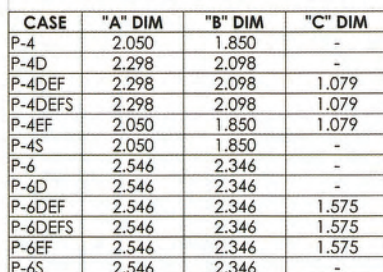 CASE "A" DIM "B" DIM "C" DIM
P-4 2.050 1.850 -
P-4D 2.298 2.098 -
P-4DEF 2.298 2.098 1.079
P-4DEFS 2.298 2.098 1.079
P-4EF 2.050 1.850 1.079
P-4S 2.050 1.850 -
P-6 2.546 2.346 -
P-6D 2.546 2.346 -
P-6DEF 2.546 2.346 1.575
P-6DEFS 2.546 2.346 1.575
P-6EF 2.546 2.346 1.575
P-6S 2.546 2.346 -